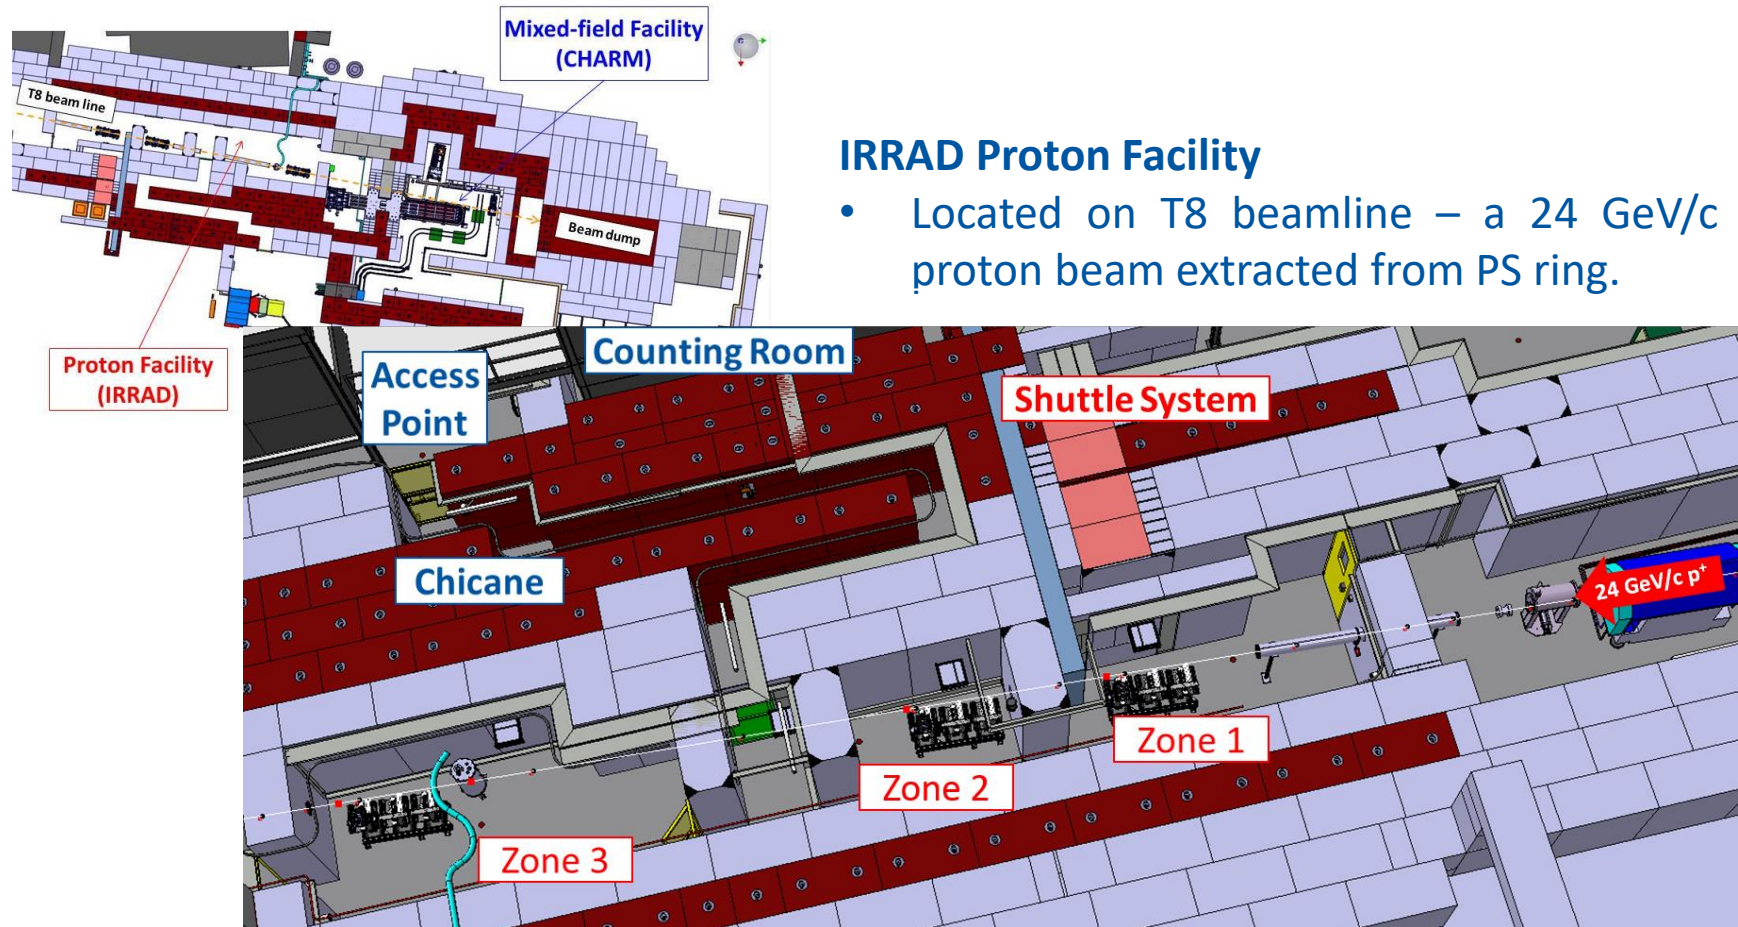 Mixed-field Facility
(CHARM)
T8 beam line
Beam dump
Proton Facility
(IRRAD)
IRRAD Proton Facility
• Located on T8 beamline – a 24 GeV/c
proton beam extracted from PS ring.
Counting Room
Access
Point
Shuttle System
Chicane
24 GeV/c p⁺
Zone 1
Zone 2
Zone 3